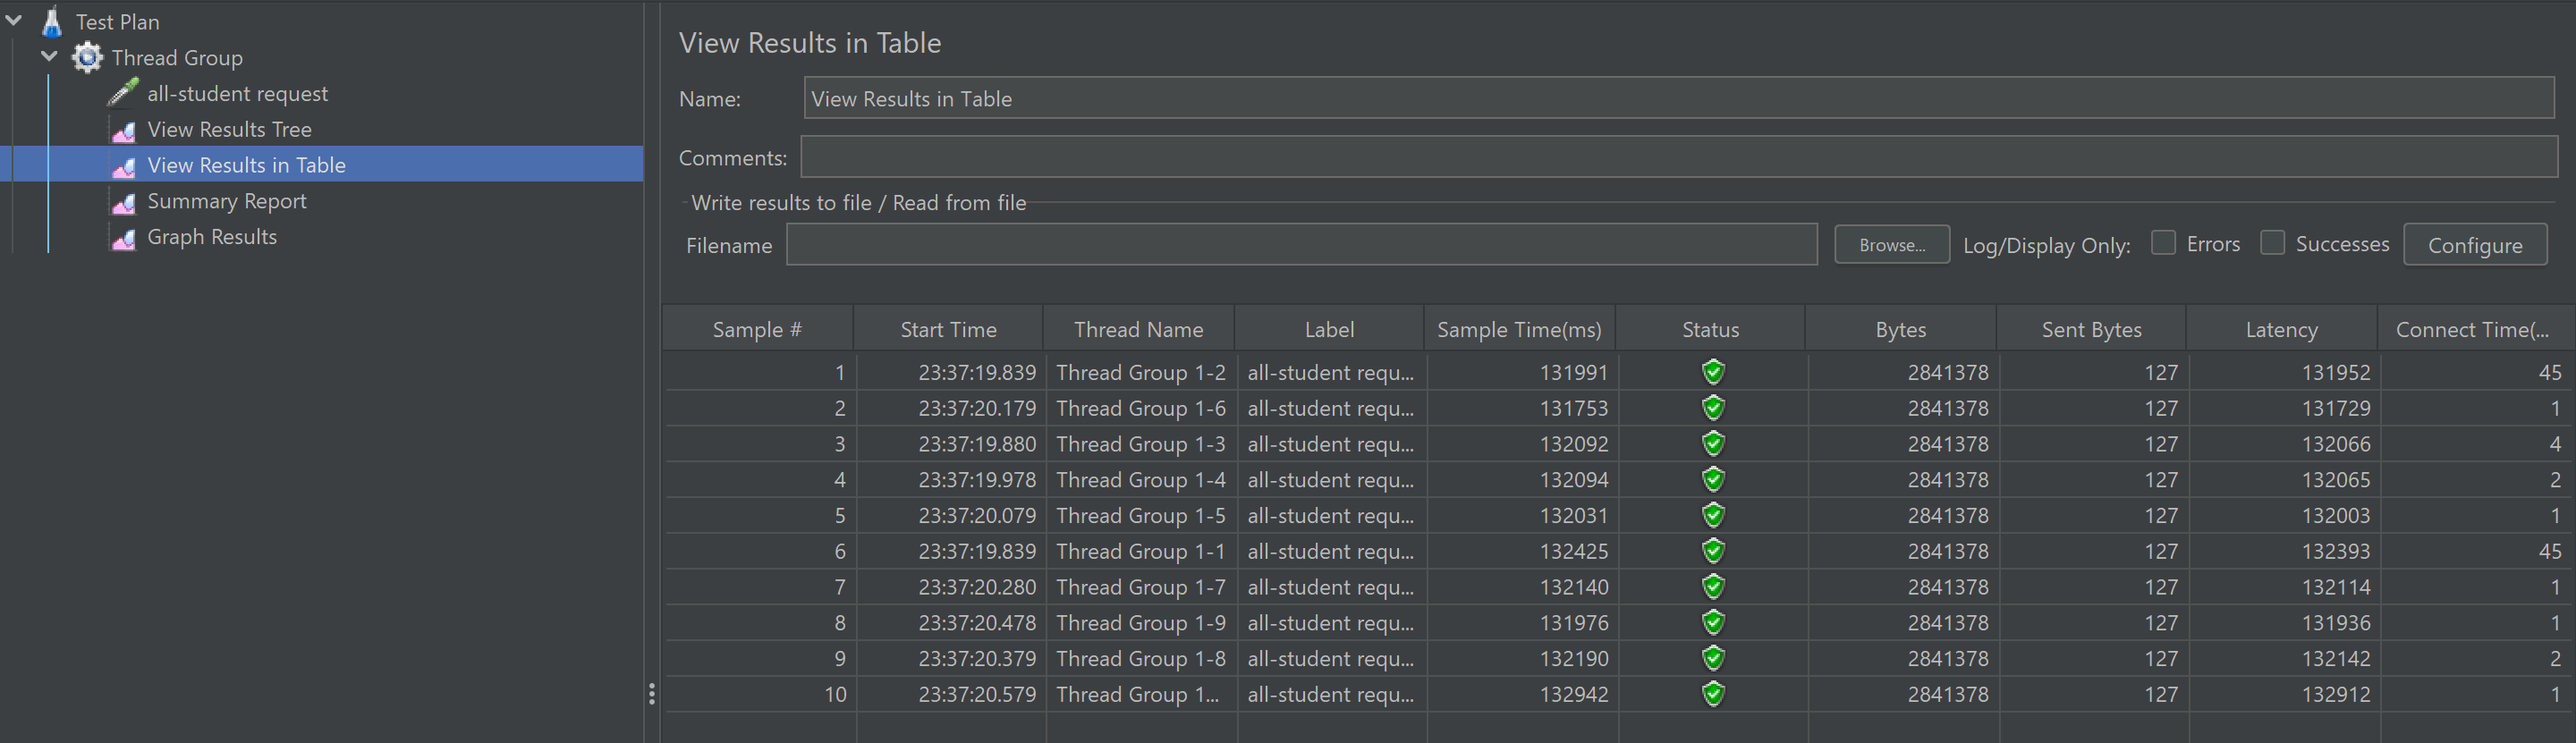 Test Plan
Thread Group
all-student request
View Results Tree
View Results in Table
Summary Report
Graph Results
View Results in Table
Name: View Results in Table
Comments:
Write results to file / Read from file
Filename Browse... Log/Display Only: Errors Successes Configure
Sample # Start Time Thread Name Label Sample Time(ms) Status Bytes Sent Bytes Latency Connect Time(...
1 23:37:19.839 Thread Group 1-2 all-student requ... 131991 2841378 127 131952 45
2 23:37:20.179 Thread Group 1-6 all-student requ... 131753 2841378 127 131729 1
3 23:37:19.880 Thread Group 1-3 all-student requ... 132092 2841378 127 132066 4
4 23:37:19.978 Thread Group 1-4 all-student requ... 132094 2841378 127 132065 2
5 23:37:20.079 Thread Group 1-5 all-student requ... 132031 2841378 127 132003 1
6 23:37:19.839 Thread Group 1-1 all-student requ... 132425 2841378 127 132393 45
7 23:37:20.280 Thread Group 1-7 all-student requ... 132140 2841378 127 132114 1
8 23:37:20.478 Thread Group 1-9 all-student requ... 131976 2841378 127 131936 1
9 23:37:20.379 Thread Group 1-8 all-student requ... 132190 2841378 127 132142 2
10 23:37:20.579 Thread Group 1... all-student requ... 132942 2841378 127 132912 1